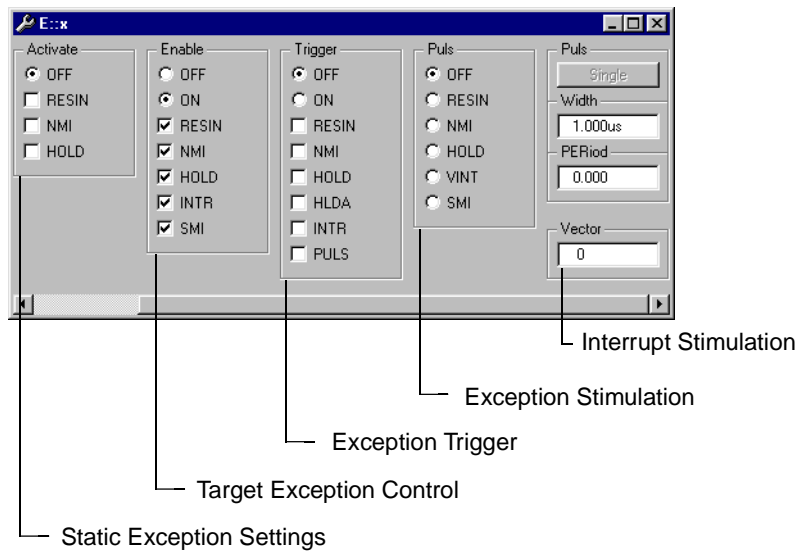 E::x
Activate
OFF
RESIN
NMI
HOLD
Enable
OFF
ON
RESIN
NMI
HOLD
INTR
SMI
Trigger
OFF
ON
RESIN
NMI
HOLD
HLDA
INTR
PULS
Puls
OFF
RESIN
NMI
HOLD
VINT
SMI
Puls
Single
Width
1.000us
PERiod
0.000
Vector
0
Interrupt Stimulation
Exception Stimulation
Exception Trigger
Target Exception Control
Static Exception Settings